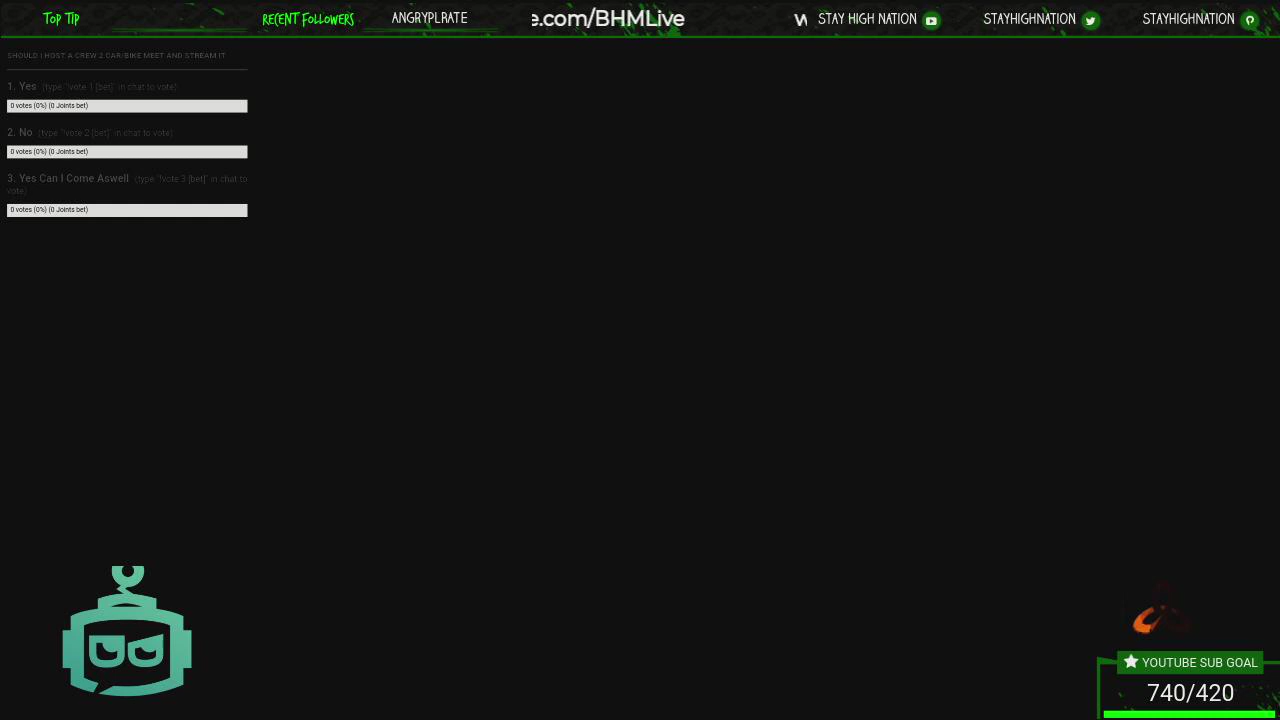 Top Tip
Recent Followers
ANGRYPLRATE
e.com/BHMLive
STAY HIGH NATION
STAYHIGHNATION
STAYHIGHNATION
SHOULD I HOST A CREW 2 CAR/BIKE MEET AND STREAM IT
1. Yes (type "!vote 1 [bet]" in chat to vote)
0 votes (0%) (0 Joints bet)
2. No (type "!vote 2 [bet]" in chat to vote)
0 votes (0%) (0 Joints bet)
3. Yes Can I Come Aswell (type "!vote 3 [bet]" in chat to
vote)
0 votes (0%) (0 Joints bet)
YOUTUBE SUB GOAL
740/420